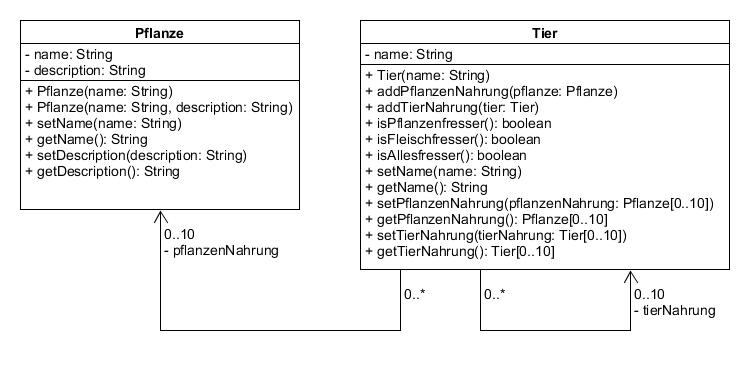 Pflanze
- name: String
- description: String
+ Pflanze(name: String)
+ Pflanze(name: String, description: String)
+ setName(name: String)
+ getName(): String
+ setDescription(description: String)
+ getDescription(): String
Tier
- name: String
+ Tier(name: String)
+ addPflanzenNahrung(pflanze: Pflanze)
+ addTierNahrung(tier: Tier)
+ isPflanzenfresser(): boolean
+ isFleischfresser(): boolean
+ isAllesfresser(): boolean
+ setName(name: String)
+ getName(): String
+ setPflanzenNahrung(pflanzenNahrung: Pflanze[0..10])
+ getPflanzenNahrung(): Pflanze[0..10]
+ setTierNahrung(tierNahrung: Tier[0..10])
+ getTierNahrung(): Tier[0..10]
0..10
- pflanzenNahrung
0..*
0..*
0..10
- tierNahrung